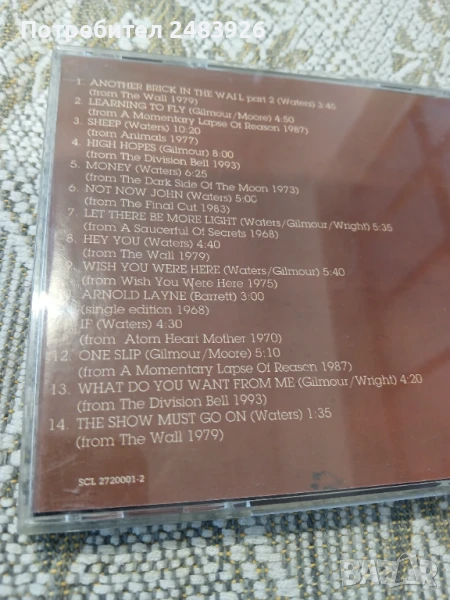 Потребител 2483926
1. ANOTHER BRICK IN THE WALL part 2 (Waters) 3:45
(from The Wall 1979)
2. LEARNING TO FLY (Gilmour/Moore) 4:50
(from A Momentary Lapse Of Reason 1987)
3. SHEEP (Waters) 10:20
(from Animals 1977)
4. HIGH HOPES (Gilmour) 8:00
(from The Division Bell 1993)
5. MONEY (Waters) 6:25
(from The Dark Side Of The Moon 1973)
6. NOT NOW JOHN (Waters) 5:00
(from The Final Cut 1983)
7. LET THERE BE MORE LIGHT (Waters/Gilmour/Wright) 5:35
(from A Saucerful Of Secrets 1968)
8. HEY YOU (Waters) 4:40
(from The Wall 1979)
WISH YOU WERE HERE (Waters/Gilmour) 5:40
(from Wish You Were Here 1975)
ARNOLD LAYNE (Barrett) 3:00
(single edition 1968)
IF (Waters) 4:30
(from Atom Heart Mother 1970)
12. ONE SLIP (Gilmour/Moore) 5:10
(from A Momentary Lapse Of Reason 1987)
13. WHAT DO YOU WANT FROM ME (Gilmour/Wright) 4:20
(from The Division Bell 1993)
14. THE SHOW MUST GO ON (Waters) 1:35
(from The Wall 1979)
SCL 2720001-2
BAZAR